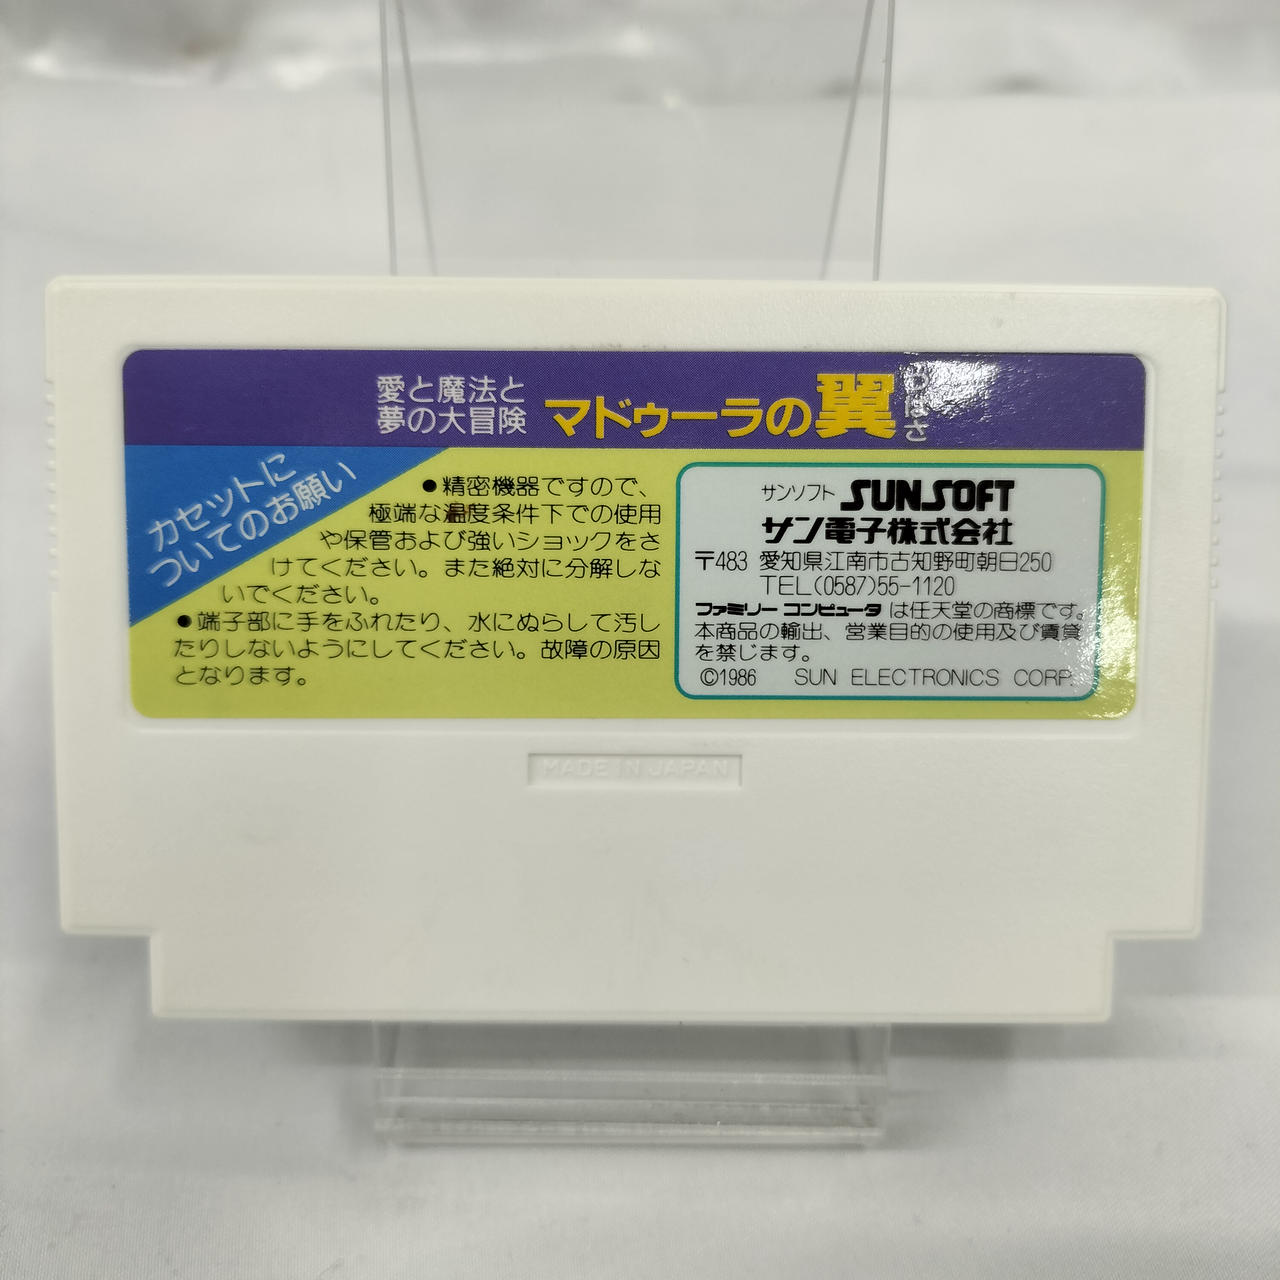 愛と魔法と
夢の大冒険
マドゥーラの翼
つばさ
カセットに
ついてのお願い
●精密機器ですので、
極端な温度条件下での使用
や保管および強いショックをさ
けてください。また絶対に分解しな
いでください。
●端子部に手をふれたり、水にぬらして汚し
たりしないようにしてください。故障の原因
となります。
サンソフト SUNSOFT
サン電子株式会社
〒483 愛知県江南市古知野町朝日250
TEL(0587)55-1120
ファミリー コンピュータ は任天堂の商標です。
本商品の輸出、営業目的の使用及び賃貸
を禁じます。
©1986 SUN ELECTRONICS CORP.
MADE IN JAPAN